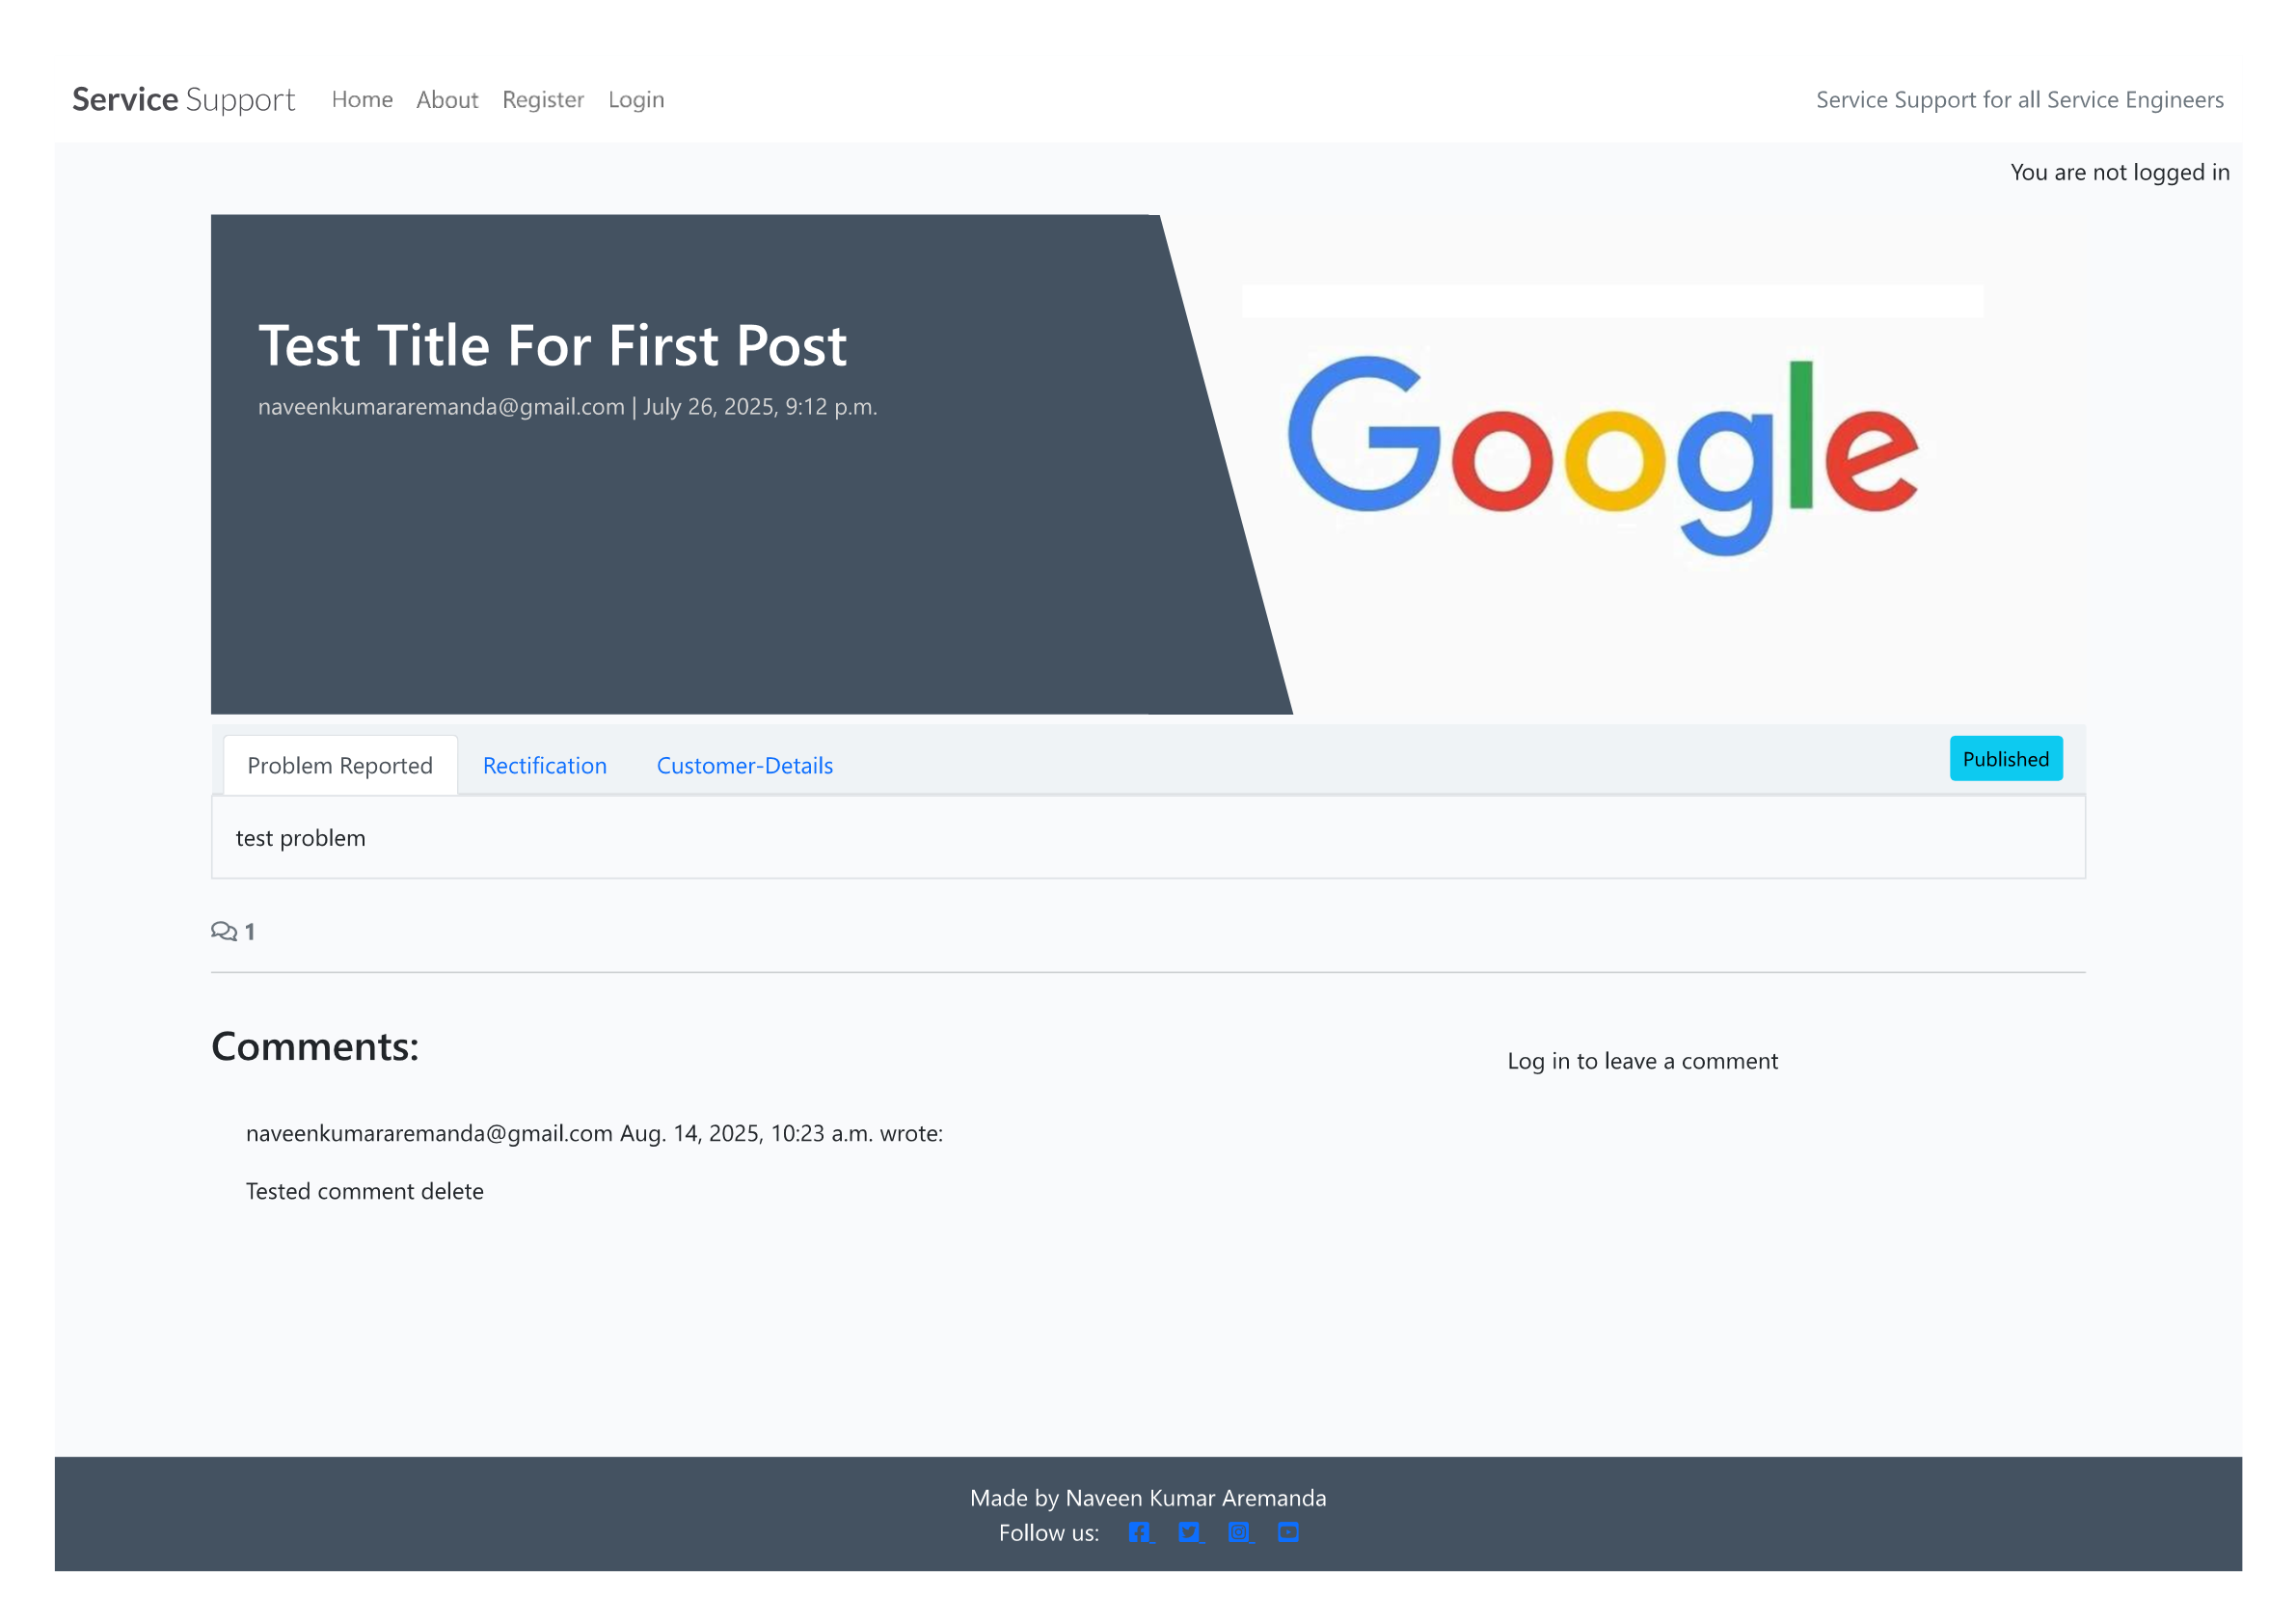 Service Support Home About Register Login Service Support for all Service Engineers
You are not logged in
Test Title For First Post
naveenkumararemanda@gmail.com | July 26, 2025, 9:12 p.m.
Google
Problem Reported Rectification Customer-Details Published
test problem
1
Comments:
Log in to leave a comment
naveenkumararemanda@gmail.com Aug. 14, 2025, 10:23 a.m. wrote:
Tested comment delete
Made by Naveen Kumar Aremanda
Follow us: